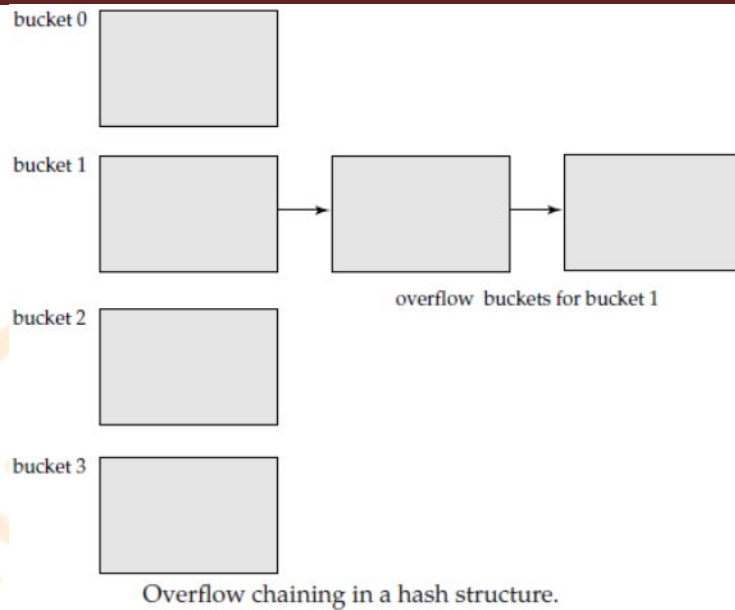 bucket 0
bucket 1
overflow buckets for bucket 1
bucket 2
bucket 3
Overflow chaining in a hash structure.